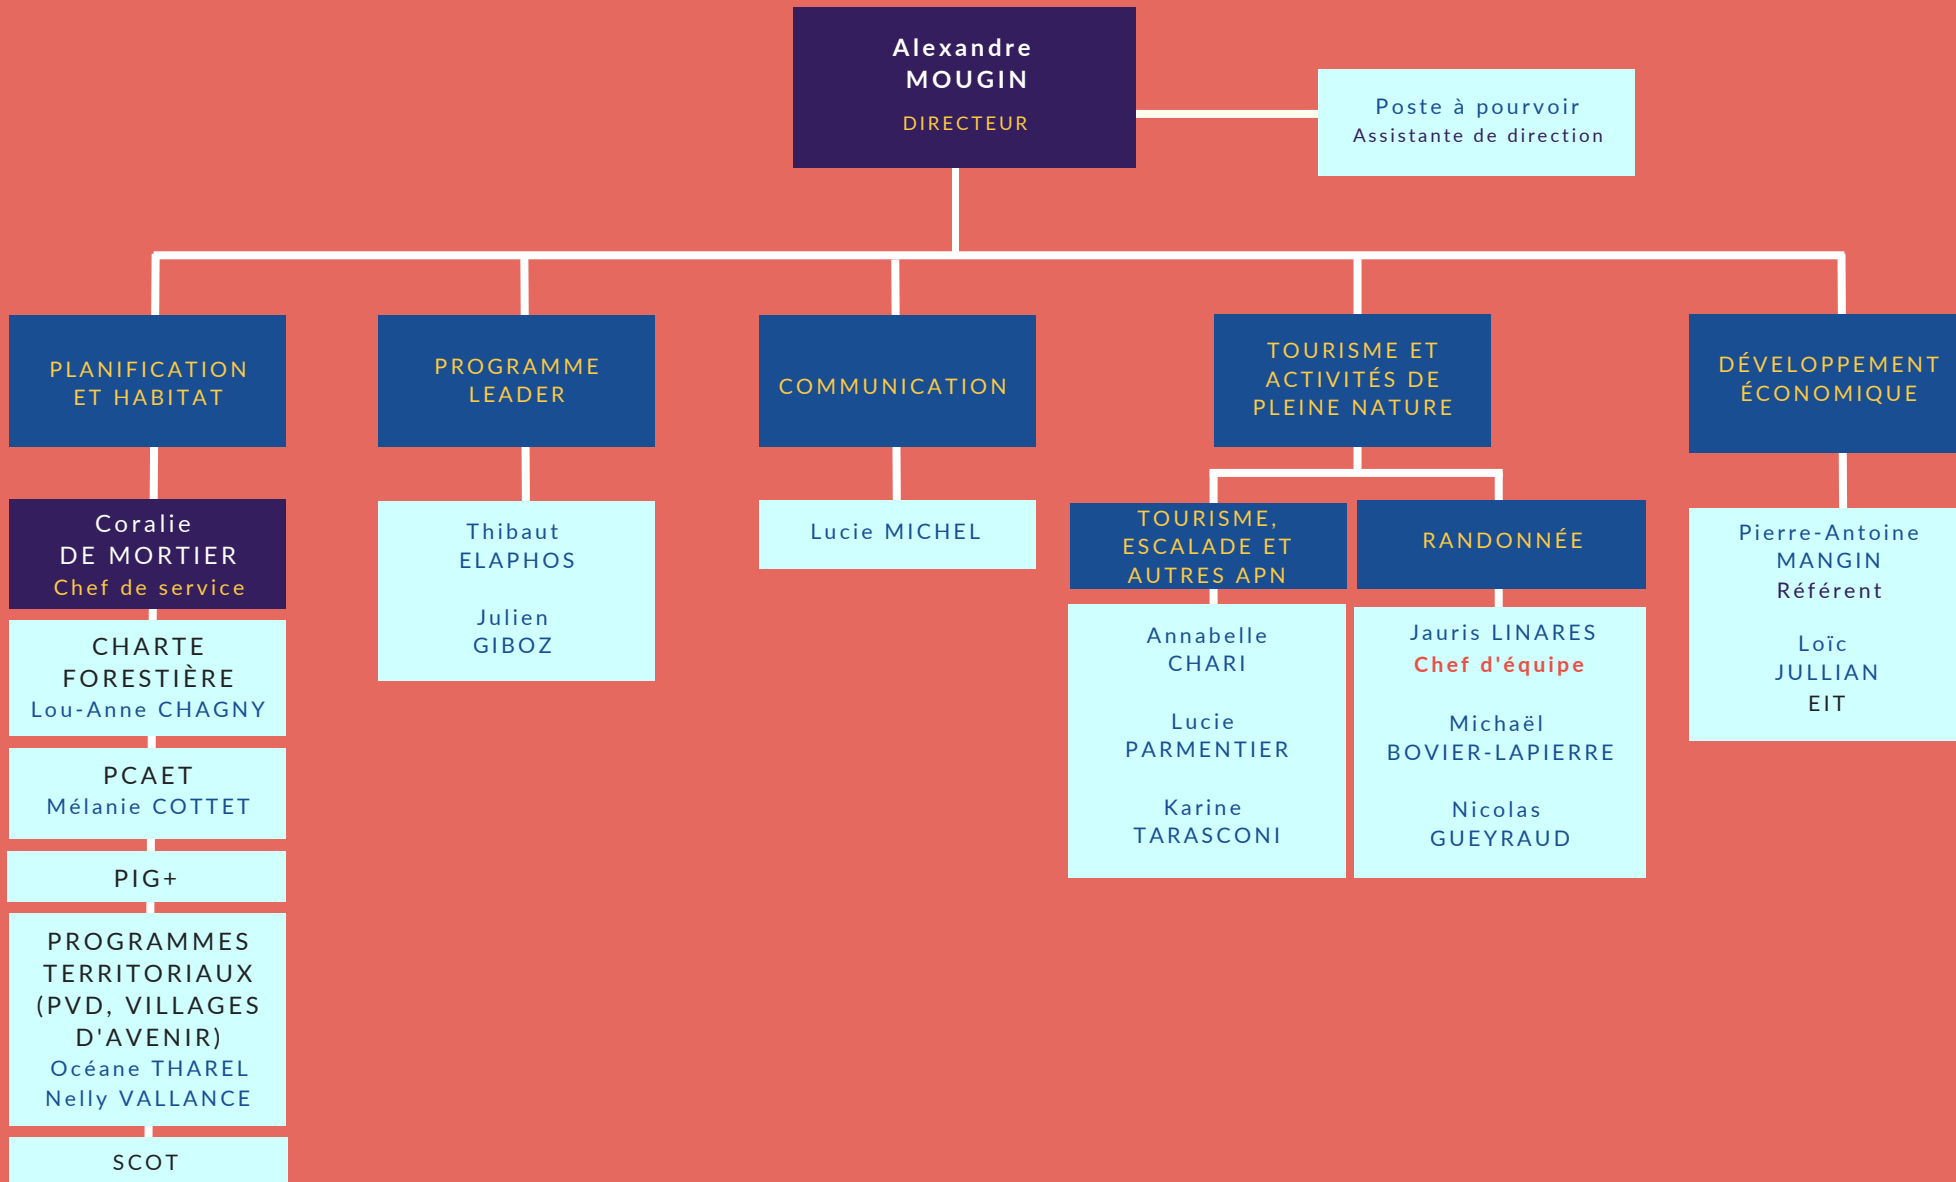 Alexandre
MOUGIN
DIRECTEUR
Poste à pourvoir
Assistante de direction
PLANIFICATION
ET HABITAT
Coralie
DE MORTIER
Chef de service
CHARTE
FORESTIÈRE
Lou-Anne CHAGNY
PCAET
Mélanie COTTET
PIG+
PROGRAMMES
TERRITORIAUX
(PVD, VILLAGES
D'AVENIR)
Océane THAREL
Nelly VALLANCE
SCOT
PROGRAMME
LEADER
Thibaut
ELAPHOS
Julien
GIBOZ
COMMUNICATION
Lucie MICHEL
TOURISME ET
ACTIVITÉS DE
PLEINE NATURE
TOURISME,
ESCALADE ET
AUTRES APN
Annabelle
CHARI
Lucie
PARMENTIER
Karine
TARASCONI
RANDONNÉE
Jauris LINARES
Chef d'équipe
Michaël
BOVIER-LAPIERRE
Nicolas
GUEYRAUD
DÉVELOPPEMENT
ÉCONOMIQUE
Pierre-Antoine
MANGIN
Référent
Loïc
JULLIAN
EIT